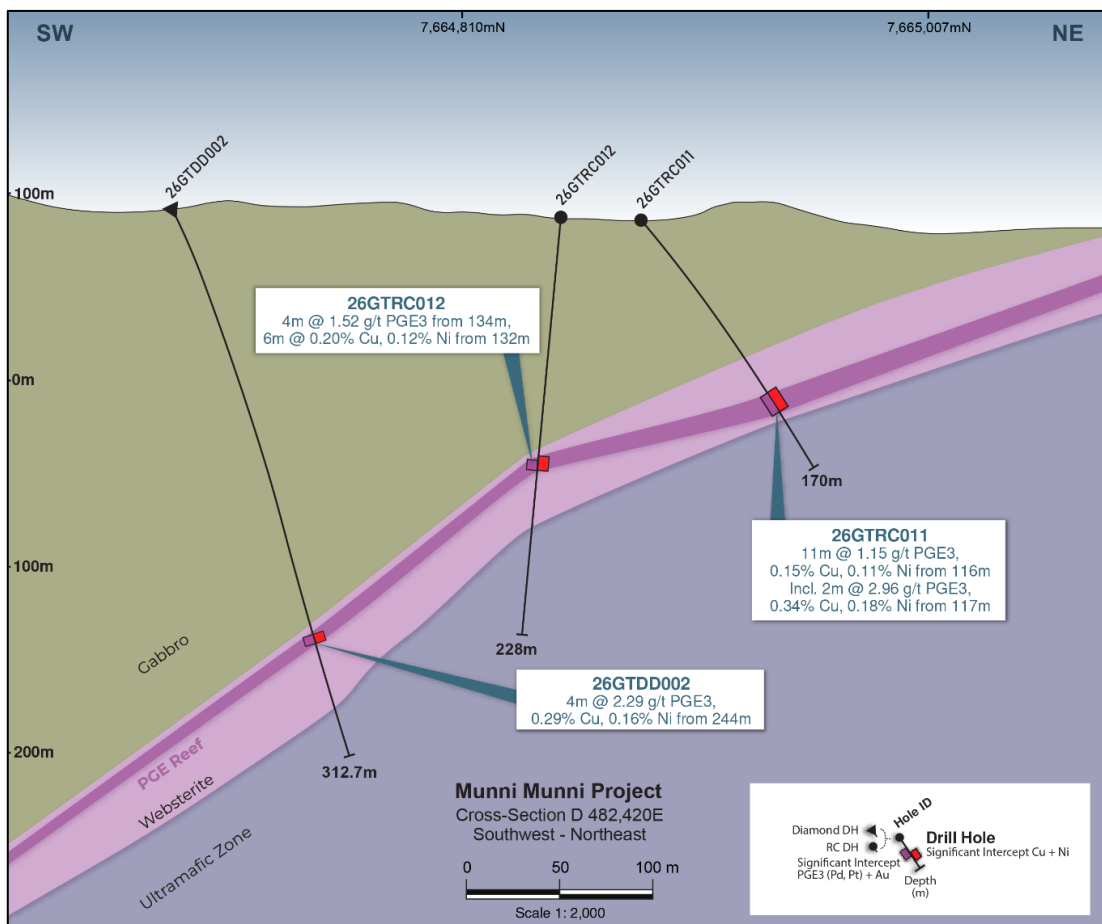 SW
7,664,810mN
7,665,007mN
NE
26GTDD002
26GTRC012
26GTRC011
100m
26GTRC012
4m @ 1.52 g/t PGE3 from 134m,
6m @ 0.20% Cu, 0.12% Ni from 132m
0m
170m
26GTRC011
11m @ 1.15 g/t PGE3,
0.15% Cu, 0.11% Ni from 116m
Incl. 2m @ 2.96 g/t PGE3,
0.34% Cu, 0.18% Ni from 117m
100m
Gabbro
228m
26GTDD002
4m @ 2.29 g/t PGE3,
0.29% Cu, 0.16% Ni from 244m
200m
PGE Reef
312.7m
Websterite
Ultramafic Zone
Munni Munni Project
Cross-Section D 482,420E
Southwest - Northeast
0 50 100 m
Scale 1: 2,000
Hole ID
Diamond DH
RC DH
Drill Hole
Significant Intercept Cu + Ni
Significant Intercept
PGE3 (Pd, Pt) + Au
Depth
(m)